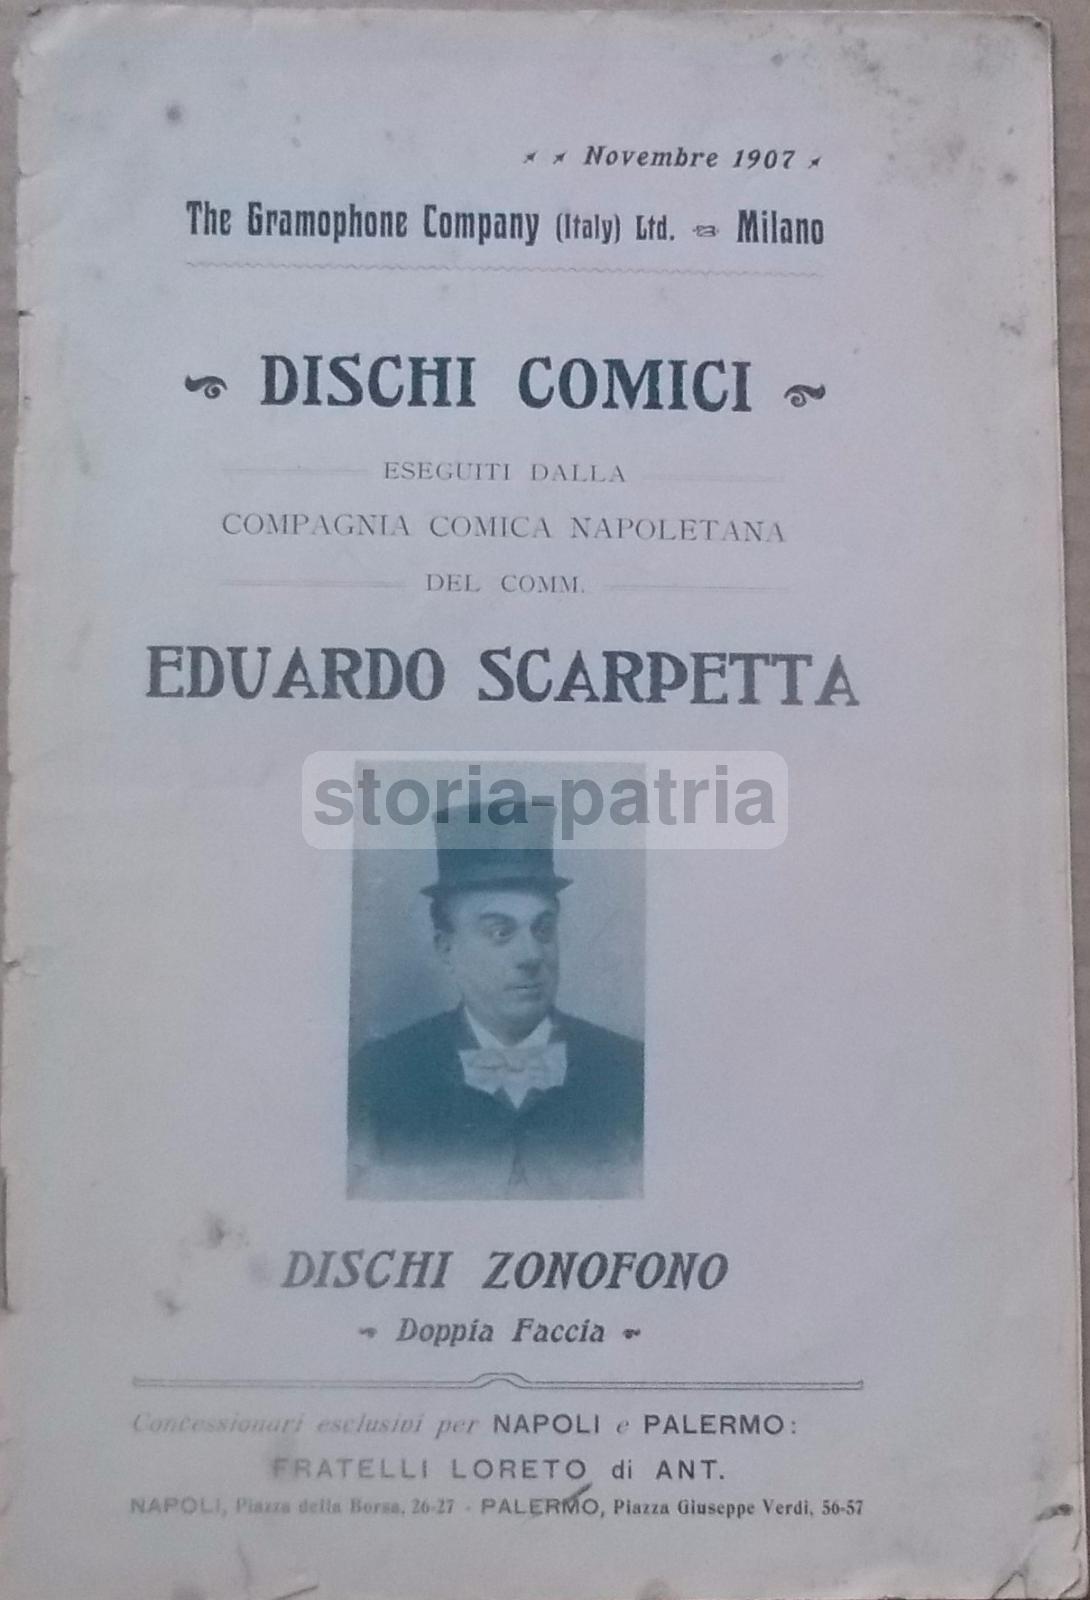 Novembre 1907
The Gramophone Company (Italy) Ltd. Milano
DISCHI COMICI
ESEGUITI DALLA
COMPAGNIA COMICA NAPOLETANA
DEL COMM.
EDUARDO SCARPETTA
storia-patria
DISCHI ZONOFONO
Doppia Faccia
Concessionari esclusivi per NAPOLI e PALERMO:
FRATELLI LORETO di ANT.
NAPOLI, Piazza della Borsa, 26-27 - PALERMO, Piazza Giuseppe Verdi, 56-57